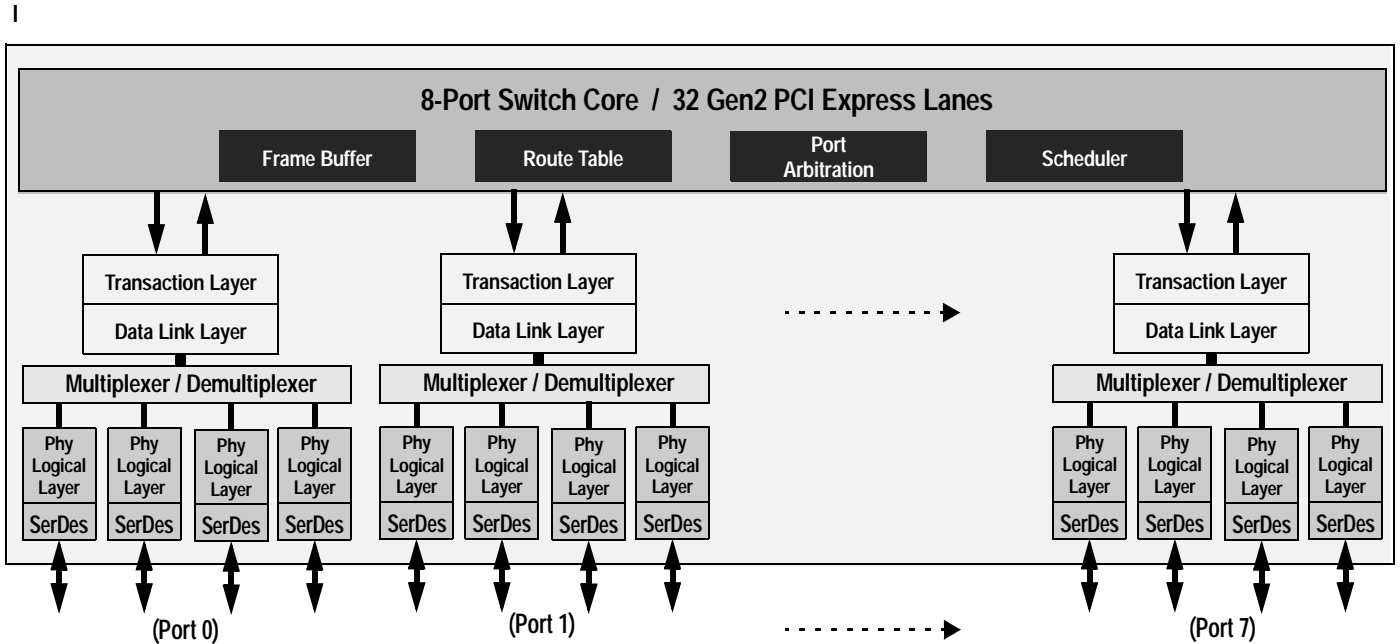 I
8-Port Switch Core / 32 Gen2 PCI Express Lanes
Frame Buffer
Route Table
Port
Arbitration
Scheduler
Transaction Layer
Data Link Layer
Multiplexer / Demultiplexer
Phy
Logical
Layer
SerDes
Phy
Logical
Layer
SerDes
Phy
Logical
Layer
SerDes
Phy
Logical
Layer
SerDes
(Port 0)
Transaction Layer
Data Link Layer
Multiplexer / Demultiplexer
Phy
Logical
Layer
SerDes
Phy
Logical
Layer
SerDes
Phy
Logical
Layer
SerDes
Phy
Logical
Layer
SerDes
(Port 1)
Transaction Layer
Data Link Layer
Multiplexer / Demultiplexer
Phy
Logical
Layer
SerDes
Phy
Logical
Layer
SerDes
Phy
Logical
Layer
SerDes
Phy
Logical
Layer
SerDes
(Port 7)